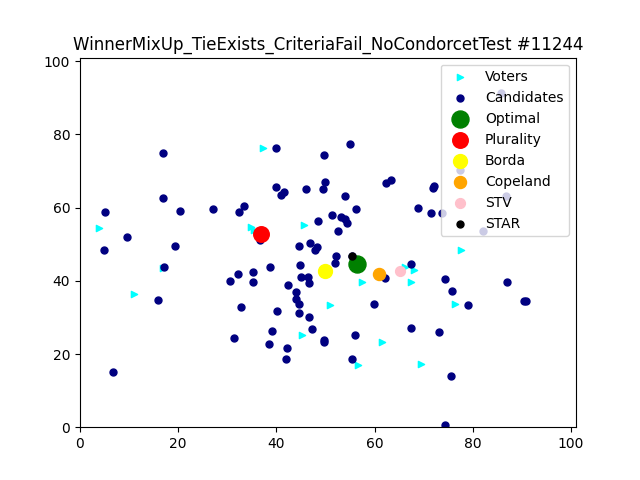 WinnerMixUp_TieExists_CriteriaFail_NoCondorcetTest #11244
100
80
60
40
20
0
0 20 40 60 80 100
Voters
Candidates
Optimal
Plurality
Borda
Copeland
STV
STAR